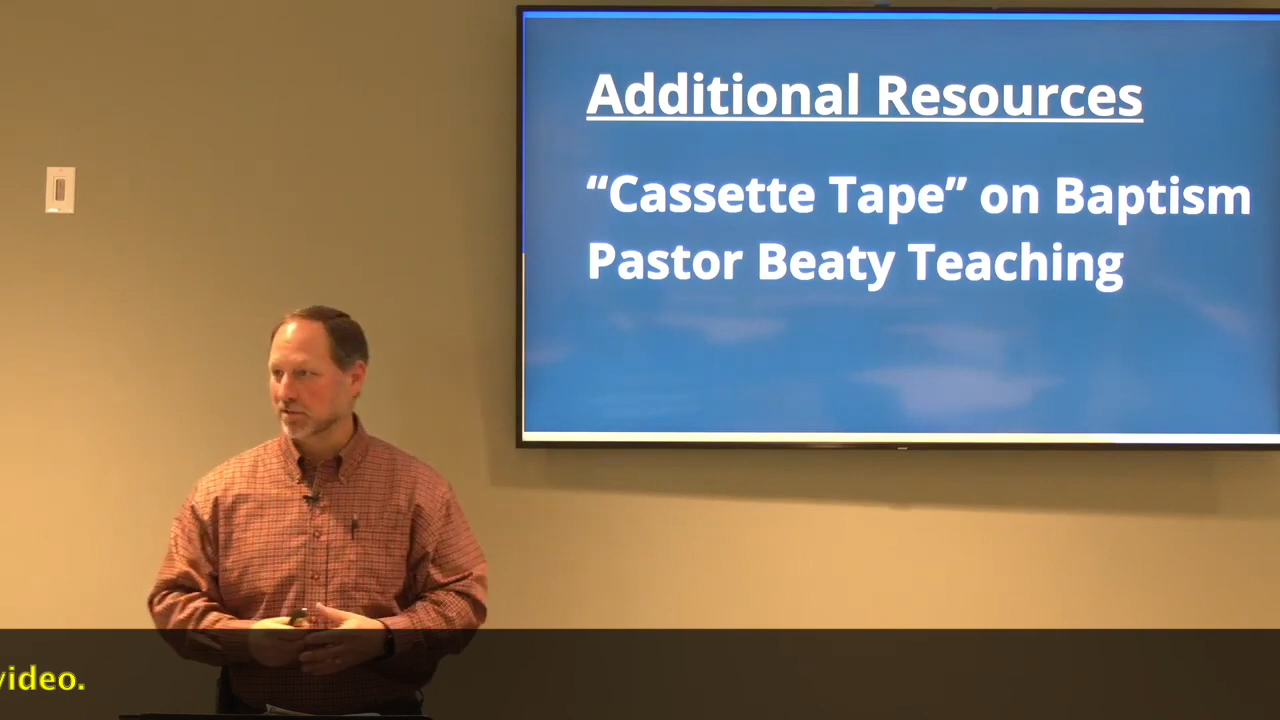 Additional Resources
“Cassette Tape” on Baptism
Pastor Beaty Teaching
video.